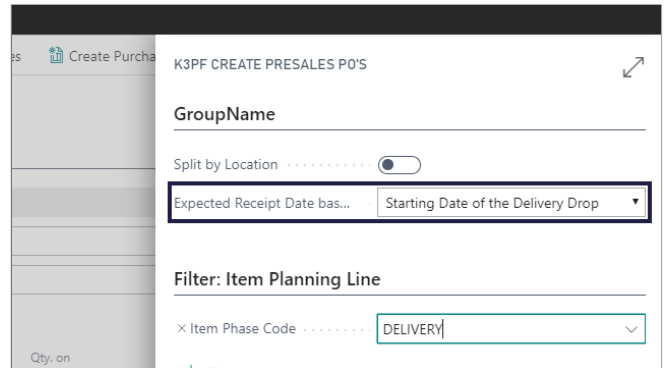 es Create Purcha
K3PF CREATE PRESALES PO'S
GroupName
Split by Location
Expected Receipt Date bas... Starting Date of the Delivery Drop
Filter: Item Planning Line
× Item Phase Code DELIVERY
Qty. on